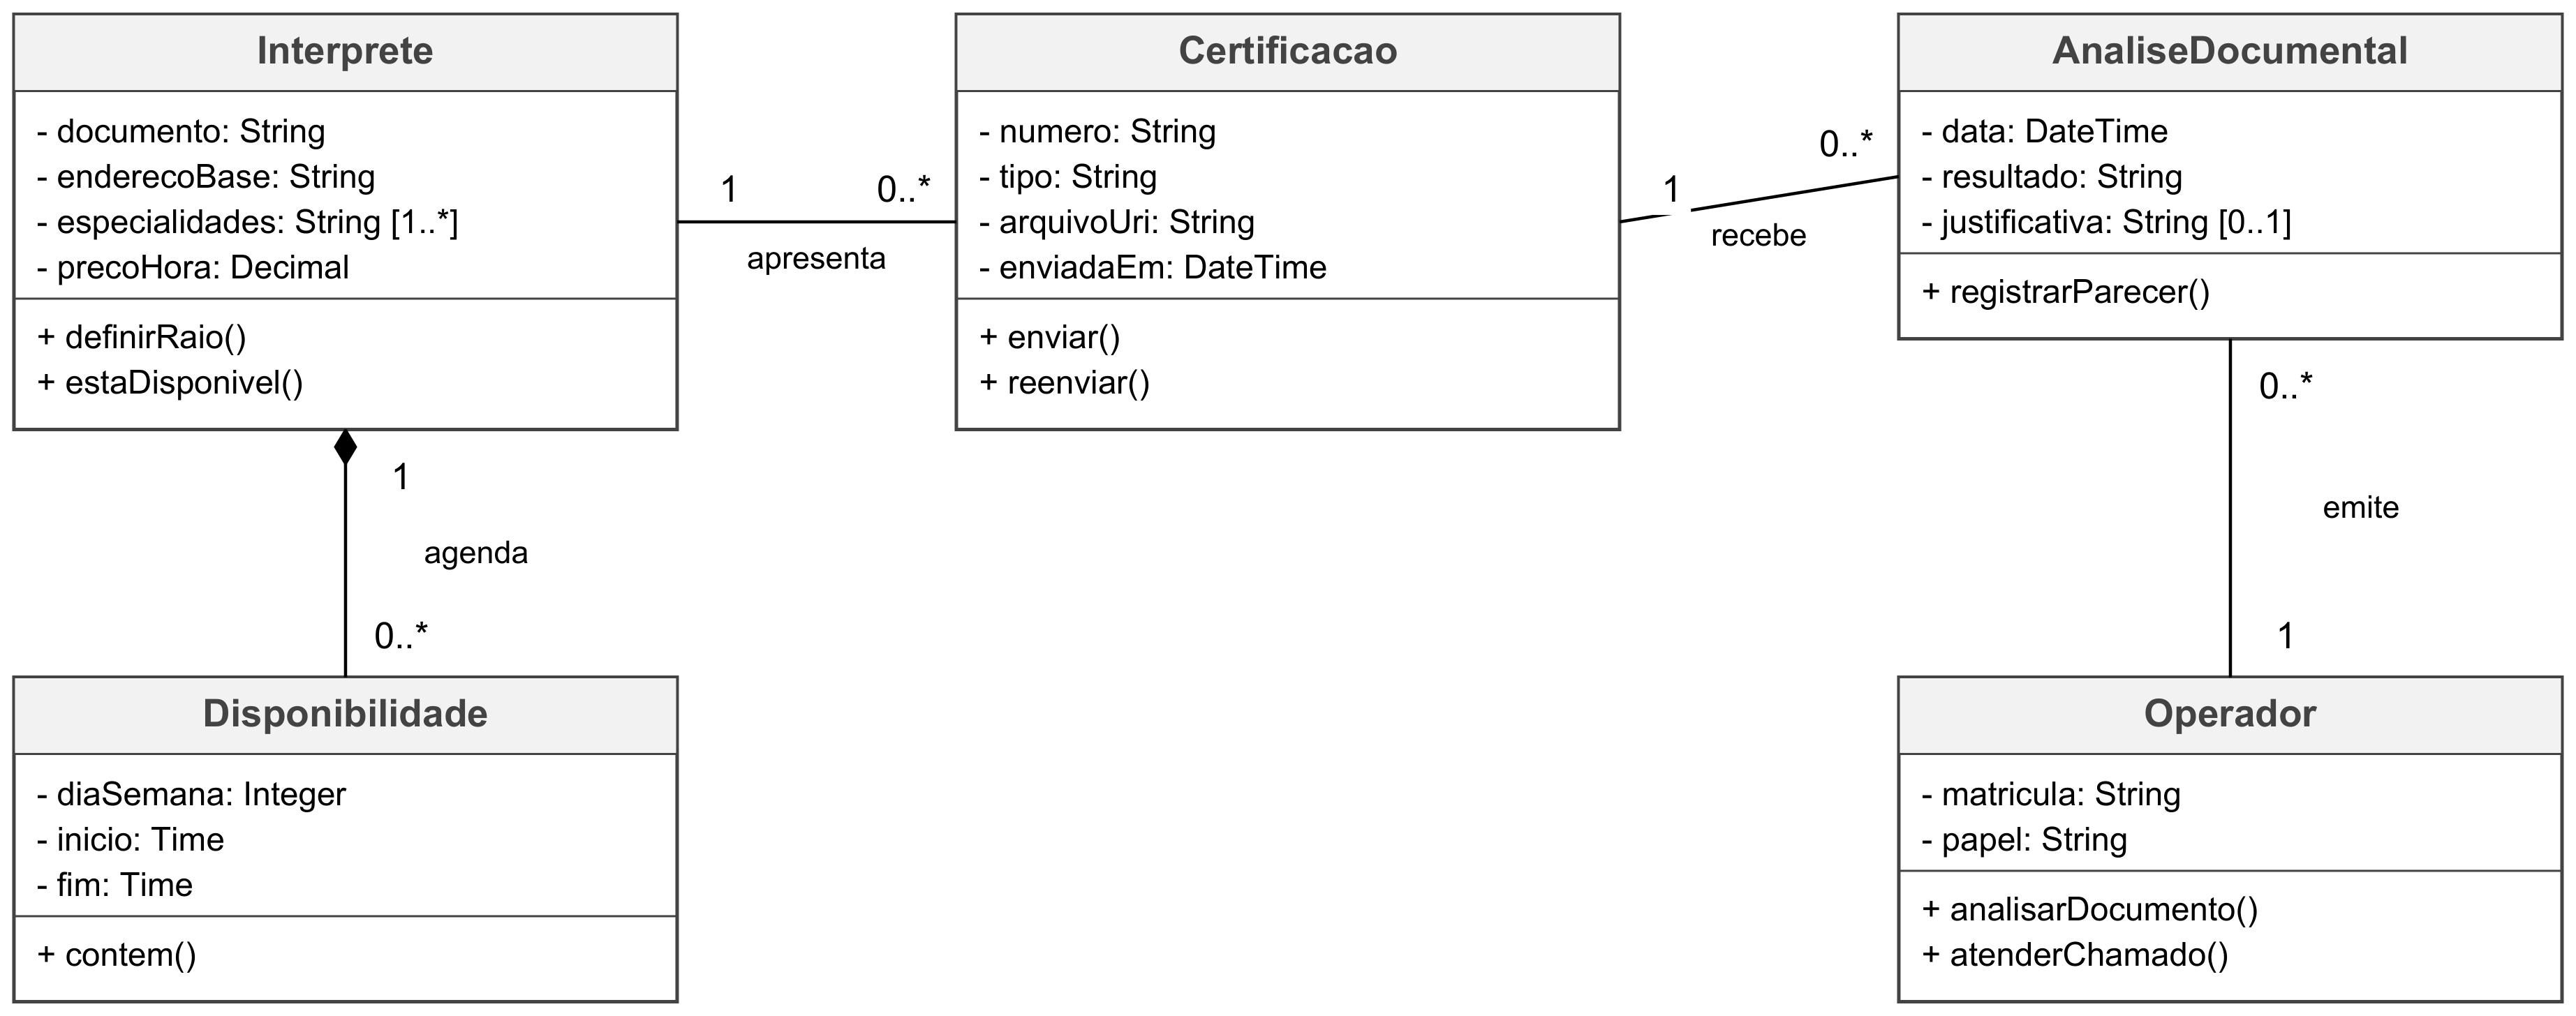 Interprete
- documento: String
- enderecoBase: String
- especialidades: String [1..*]
- precoHora: Decimal
+ definirRaio()
+ estaDisponivel()
1
0..*
apresenta
Certificacao
- numero: String
- tipo: String
- arquivoUri: String
- enviadaEm: DateTime
+ enviar()
+ reenviar()
1
0..*
recebe
AnaliseDocumental
- data: DateTime
- resultado: String
- justificativa: String [0..1]
+ registrarParecer()
1
agenda
0..*
0..*
emite
1
Disponibilidade
- diaSemana: Integer
- inicio: Time
- fim: Time
+ contem()
Operador
- matricula: String
- papel: String
+ analisarDocumento()
+ atenderChamado()